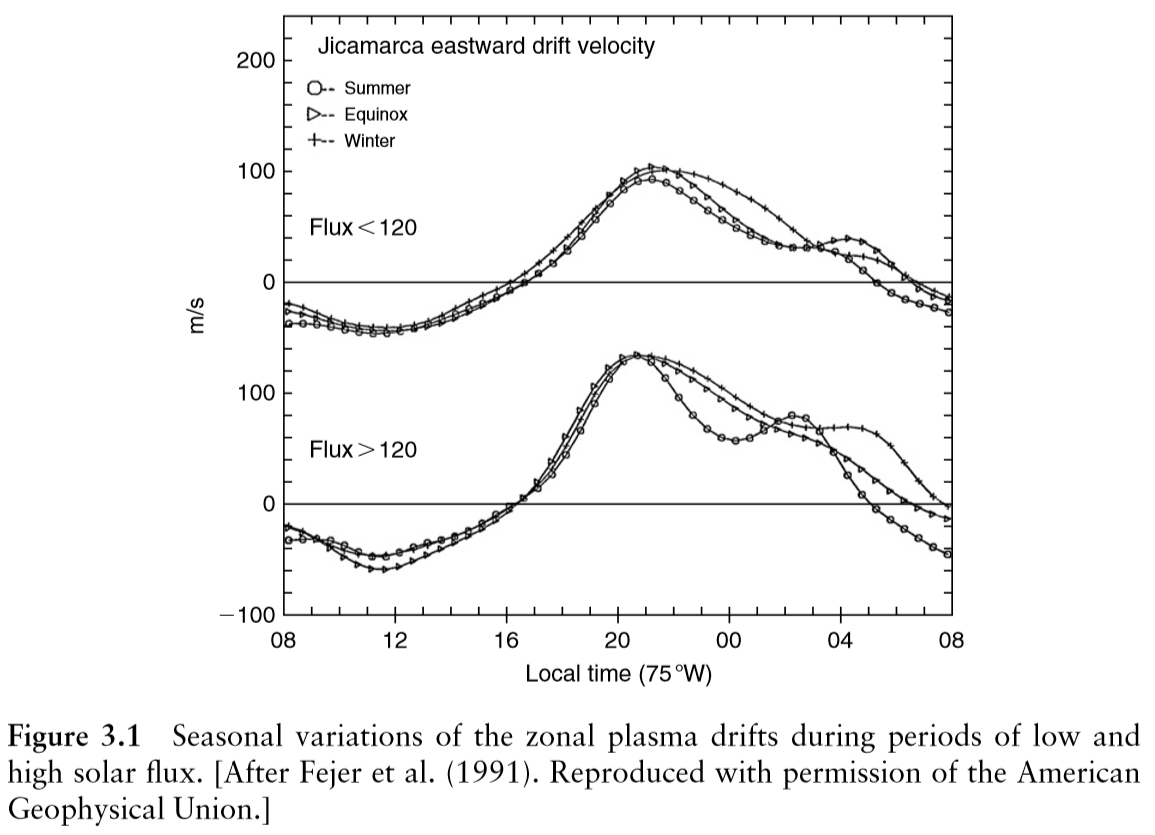 Jicamarca eastward drift velocity
O-- Summer
▷-- Equinox
+-- Winter
200
100
Flux < 120
0
m/s
100
Flux > 120
0
−100
08 12 16 20 00 04 08
Local time (75 °W)
Figure 3.1 Seasonal variations of the zonal plasma drifts during periods of low and
high solar flux. [After Fejer et al. (1991). Reproduced with permission of the American
Geophysical Union.]